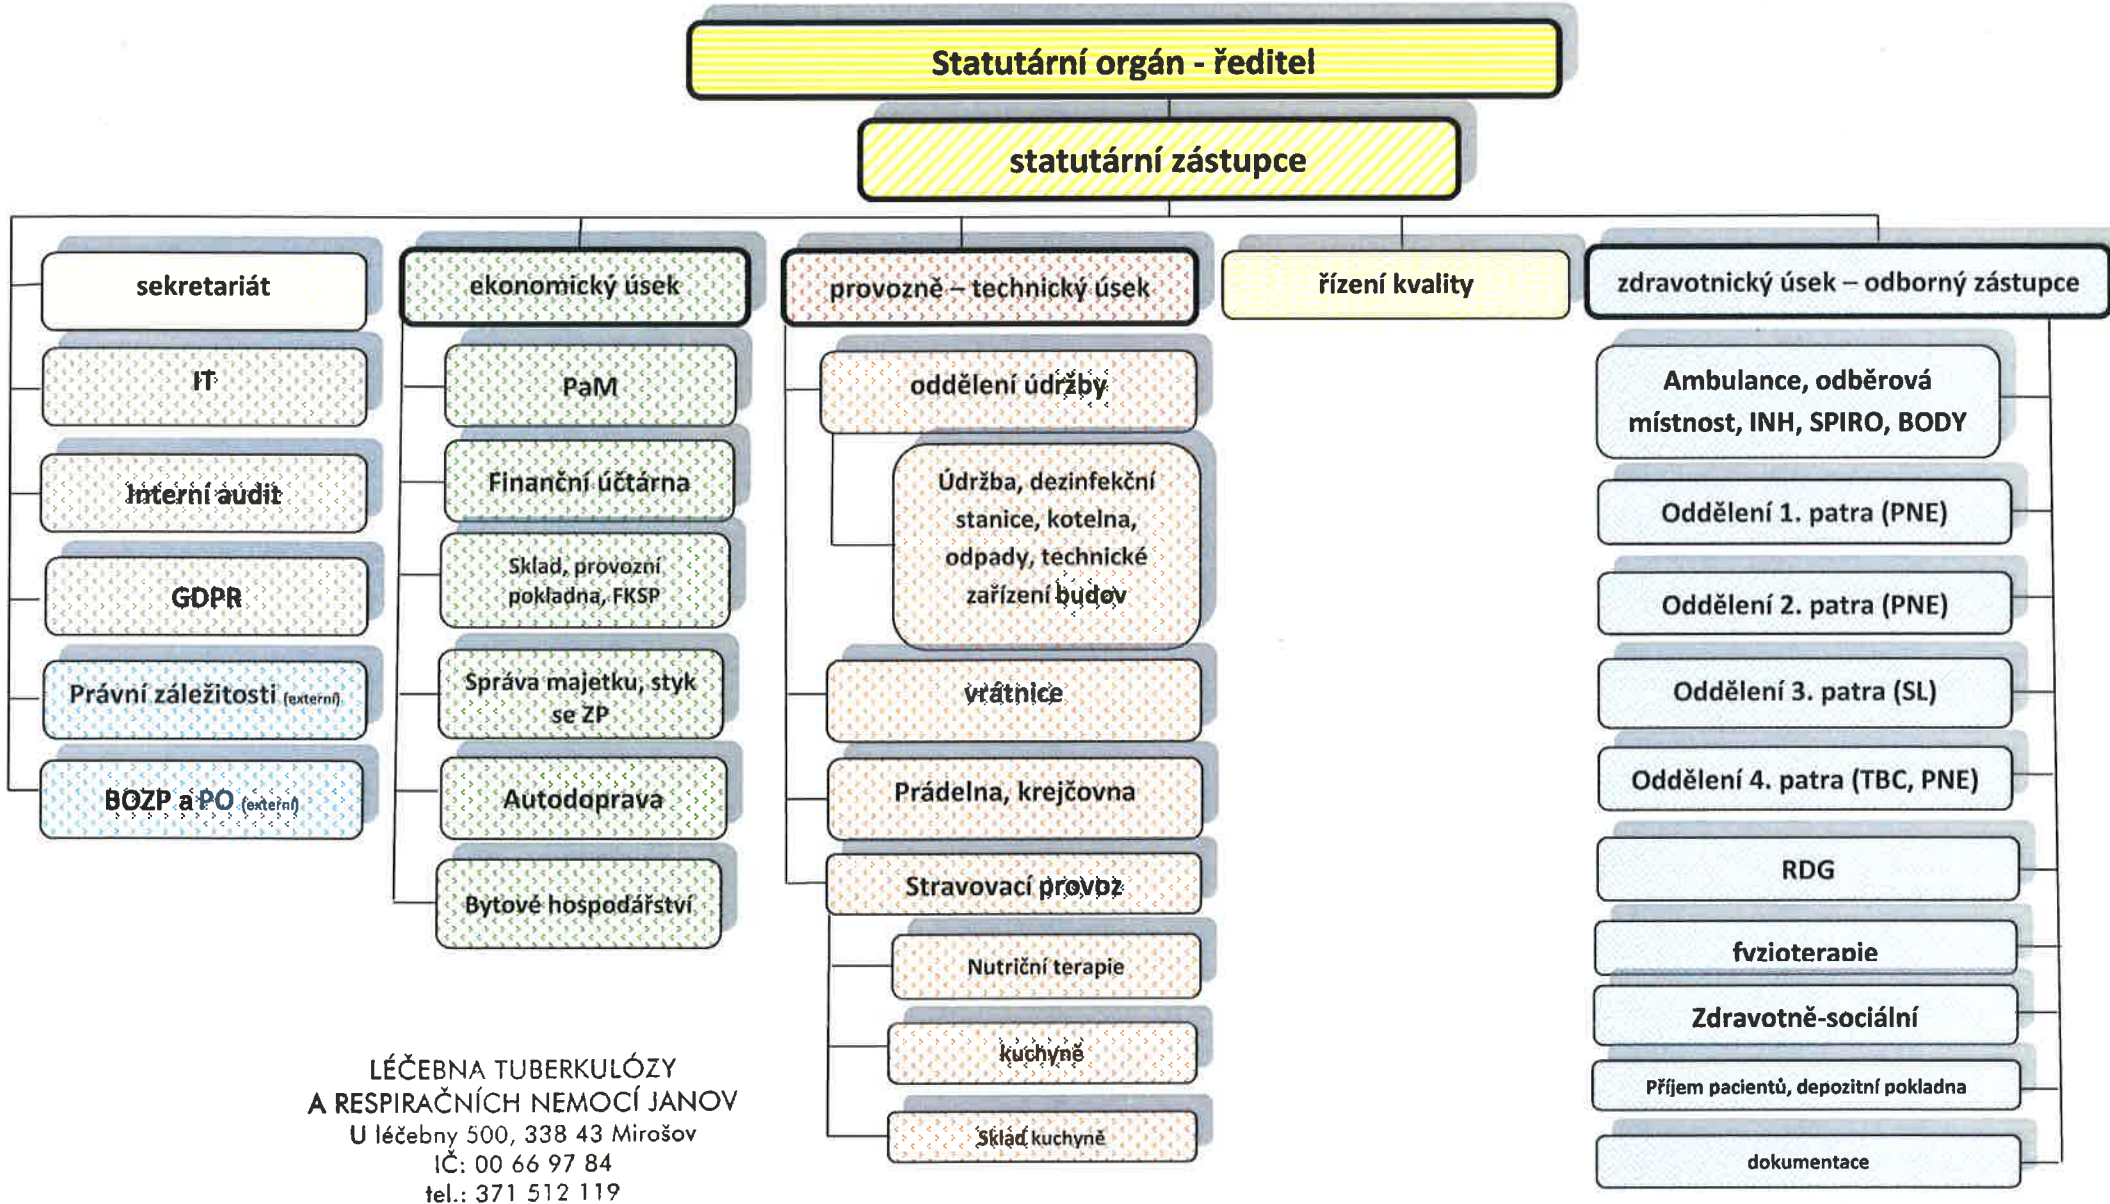 Statutární orgán - ředitel
statutární zástupce
sekretariát
IT
Interní audit
GDPR
Právní záležitosti (externí)
BOZP a PO (externí)
ekonomický úsek
PaM
Finanční účtárna
Sklad, provozní
pokladna, FKSP
Správa majetku, styk
se ZP
Autodoprava
Bytové hospodářství
provozně – technický úsek
oddělení údržby
Údržba, dezinfekční
stanice, kotelna,
odpady, technické
zařízení budov
vrátnice
Prádelna, krejčovna
Stravovací provoz
Nutriční terapie
kuchyně
Sklad kuchyně
řízení kvality
zdravotnický úsek – odborný zástupce
Ambulance, odběrová
místnost, INH, SPIRO, BODY
Oddělení 1. patra (PNE)
Oddělení 2. patra (PNE)
Oddělení 3. patra (SL)
Oddělení 4. patra (TBC, PNE)
RDG
fyzioterapie
Zdravotně-sociální
Příjem pacientů, depozitní pokladna
dokumentace
LÉČEBNA TUBERKULÓZY
A RESPIRAČNÍCH NEMOCÍ JANOV
U léčebny 500, 338 43 Mirošov
IČ: 00 66 97 84
tel.: 371 512 119